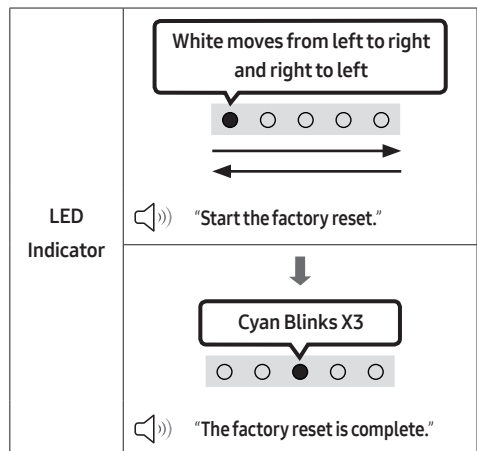 White moves from left to right
and right to left
LED
Indicator
"Start the factory reset."
Cyan Blinks X3
"The factory reset is complete."